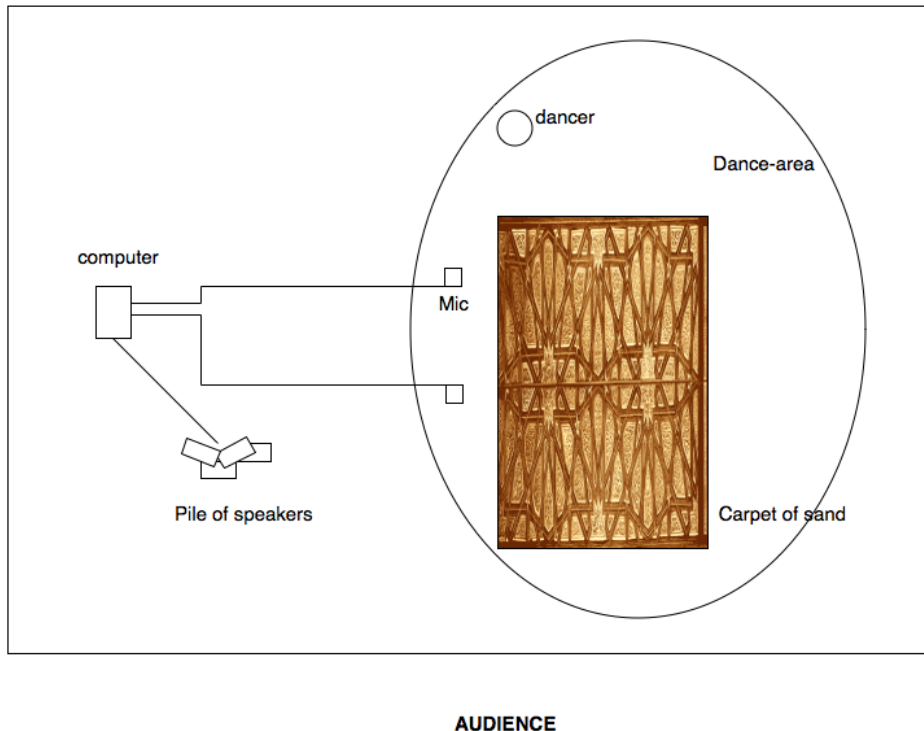 dancer
Dance-area
computer
Mic
Pile of speakers
Carpet of sand
AUDIENCE